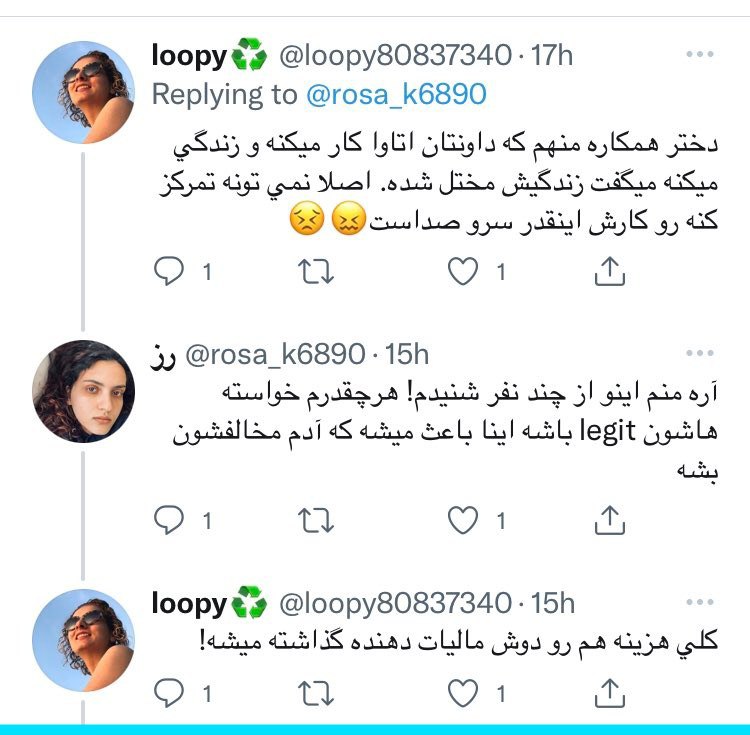 loopy♻️ @loopy80837340 · 17h
Replying to @rosa_k6890
دختر همکاره منهم که داونتان اتاوا کار میکنه و زندگي
میکنه میگفت زندگیش مختل شده. اصلا نمي تونه تمرکز
کنه رو کارش اینقدر سرو صداست😖😣
1 1
رز @rosa_k6890 · 15h
آره منم اینو از چند نفر شنیدم! هرچقدرم خواسته
هاشون legit باشه اینا باعث میشه که آدم مخالفشون
بشه
1 1
loopy♻️ @loopy80837340 · 15h
کلي هزینه هم رو دوش مالیات دهنده گذاشته میشه!
1 1